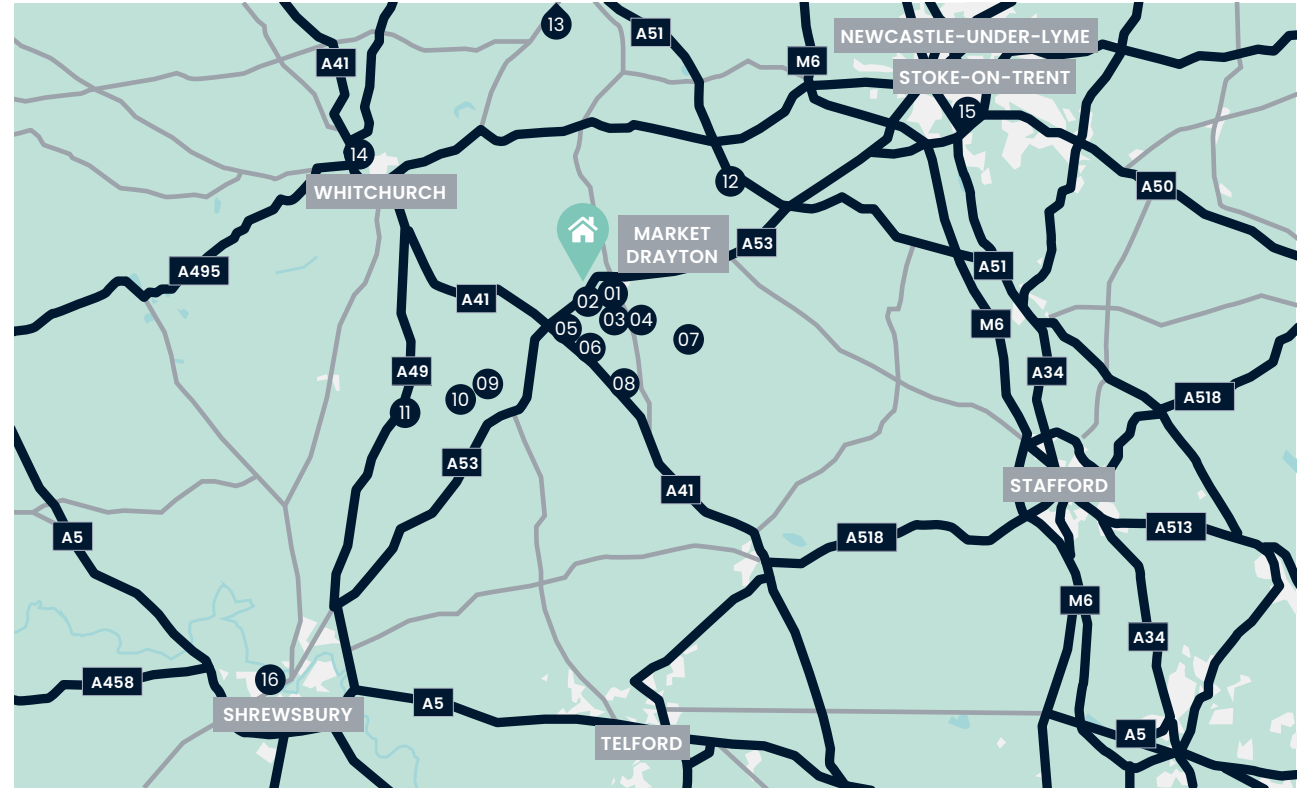 13
A51
NEWCASTLE-UNDER-LYME
A41
M6
STOKE-ON-TRENT
15
14
12
A50
WHITCHURCH
MARKET
DRAYTON
A53
A495
A51
A41
02
01
05
03
04
M6
06
07
A49
09
08
A34
10
11
A518
A53
A41
STAFFORD
A5
A518
A513
M6
A34
16
A458
A5
SHREWSBURY
TELFORD
A5